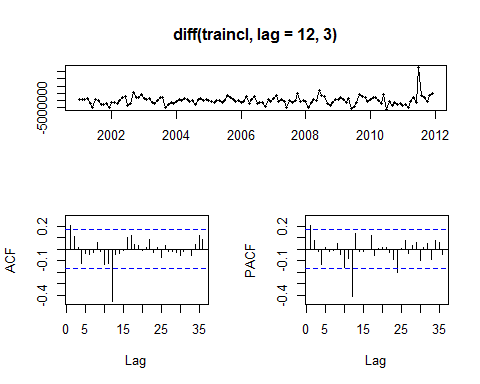 diff(traincl, lag = 12, 3)
-5000000
2002 2004 2006 2008 2010 2012
ACF
0.2
-0.1
-0.4
0 5 15 25 35
Lag
PACF
0.2
-0.1
-0.4
0 5 15 25 35
Lag